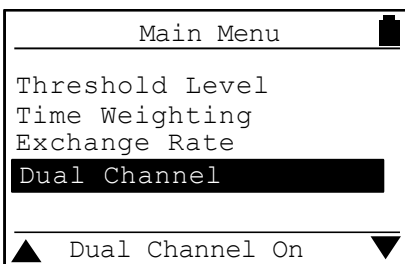 Main Menu
Threshold Level
Time Weighting
Exchange Rate
Dual Channel
Dual Channel On